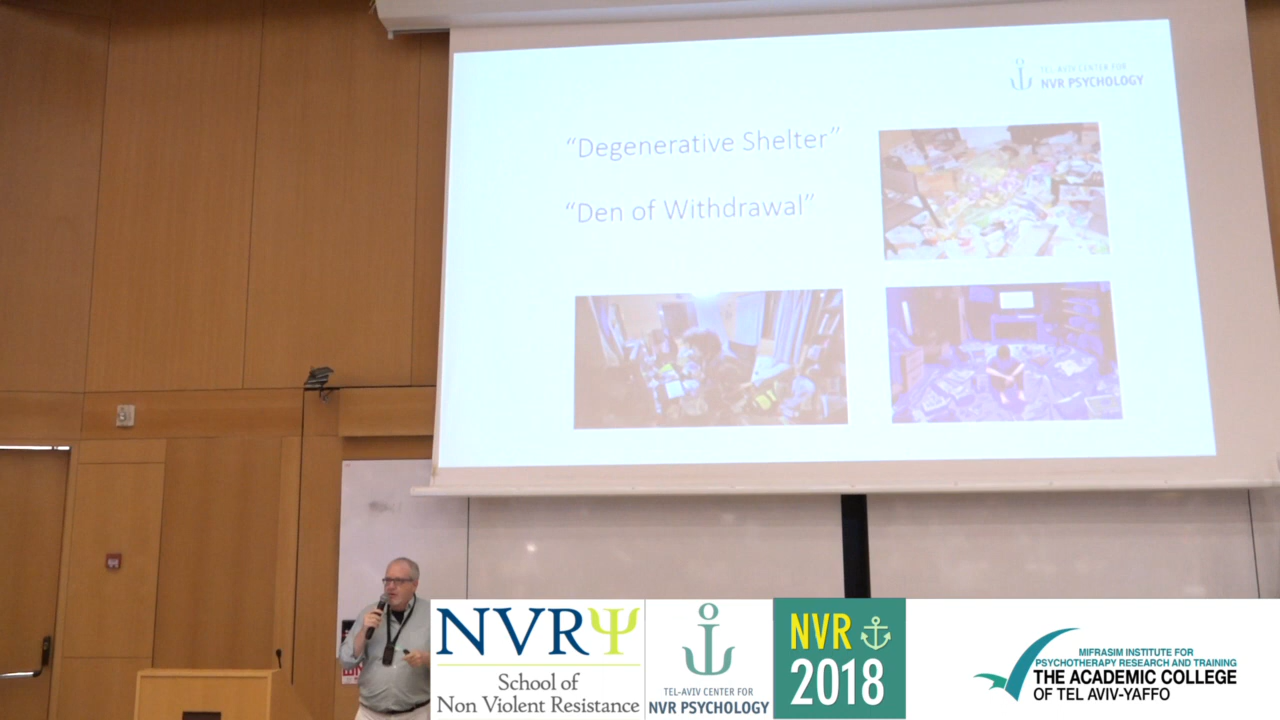 TEL-AVIV CENTER FOR
NVR PSYCHOLOGY
“Degenerative Shelter”
“Den of Withdrawal”
NVRΨ
School of
Non Violent Resistance
TEL-AVIV CENTER FOR
NVR PSYCHOLOGY
NVR
2018
MIFRASIM INSTITUTE FOR
PSYCHOTHERAPY RESEARCH AND TRAINING
THE ACADEMIC COLLEGE
OF TEL AVIV-YAFFO